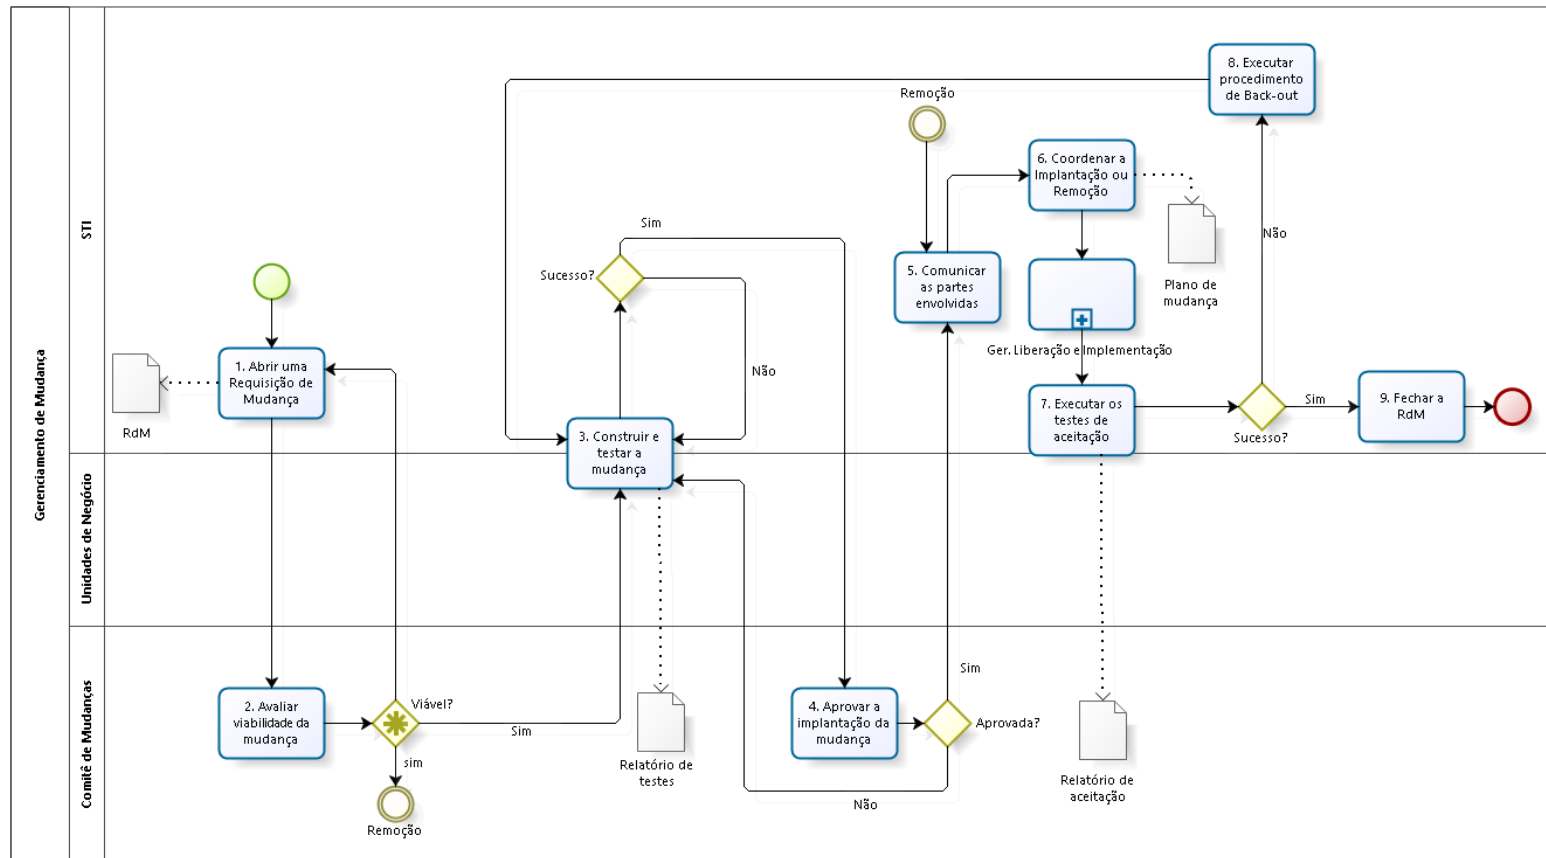 Gerenciamento de Mudança
STI
Unidades de Negócio
Comitê de Mudanças
RdM
1. Abrir uma
Requisição de
Mudança
2. Avaliar
viabilidade da
mudança
Viável?
Sim
sim
Remoção
3. Construir e
testar a
mudança
Sucesso?
Sim
Não
Relatório de
testes
4. Aprovar a
implantação da
mudança
Aprovada?
Sim
Não
Remoção
5. Comunicar
as partes
envolvidas
6. Coordenar a
Implantação ou
Remoção
Plano de
mudança
Ger. Liberação e Implementação
7. Executar os
testes de
aceitação
Relatório de
aceitação
Sucesso?
Não
Sim
8. Executar
procedimento
de Back-out
9. Fechar a
RdM